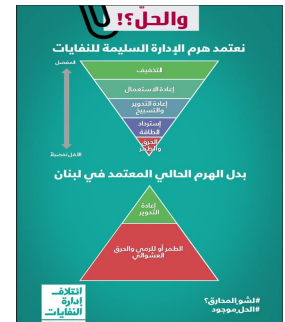 والحلّ؟!
نعتمد هرم الإدارة السليمة للنفايات
المفضل
التخفيف
إعادة الاستعمال
إعادة التدوير
والتسبيخ
إسترداد
الطاقة
الحرق
والطمر
الأقل تفضيلاً
بدل الهرم الحالي المعتمد في لبنان
إعادة
التدوير
الطمر أو الرمي والحرق
العشوائي
ائتلاف
إدارة
النفايات
#لشو_المحارق؟
#الحل_موجود